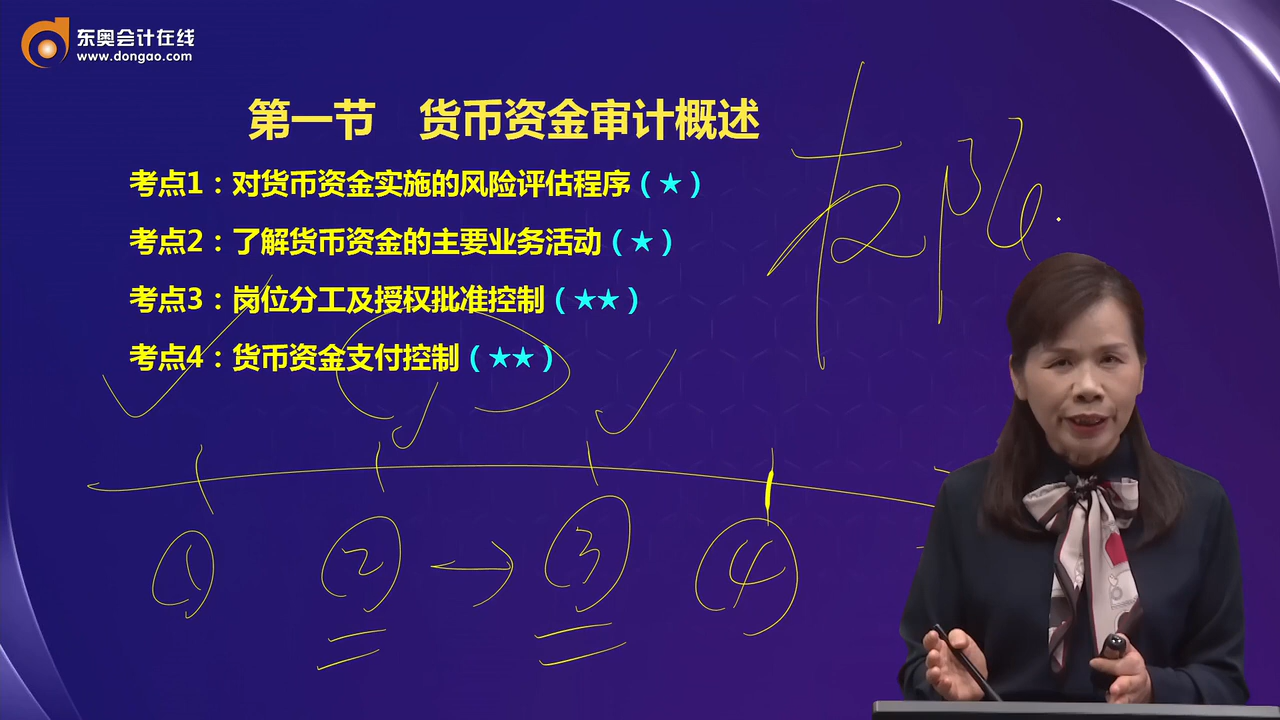 东奥会计在线
www.dongao.com
第一节 货币资金审计概述
考点1：对货币资金实施的风险评估程序（★）
考点2：了解货币资金的主要业务活动（★）
考点3：岗位分工及授权批准控制（★★）
考点4：货币资金支付控制（★★）
① ② → ③ ④